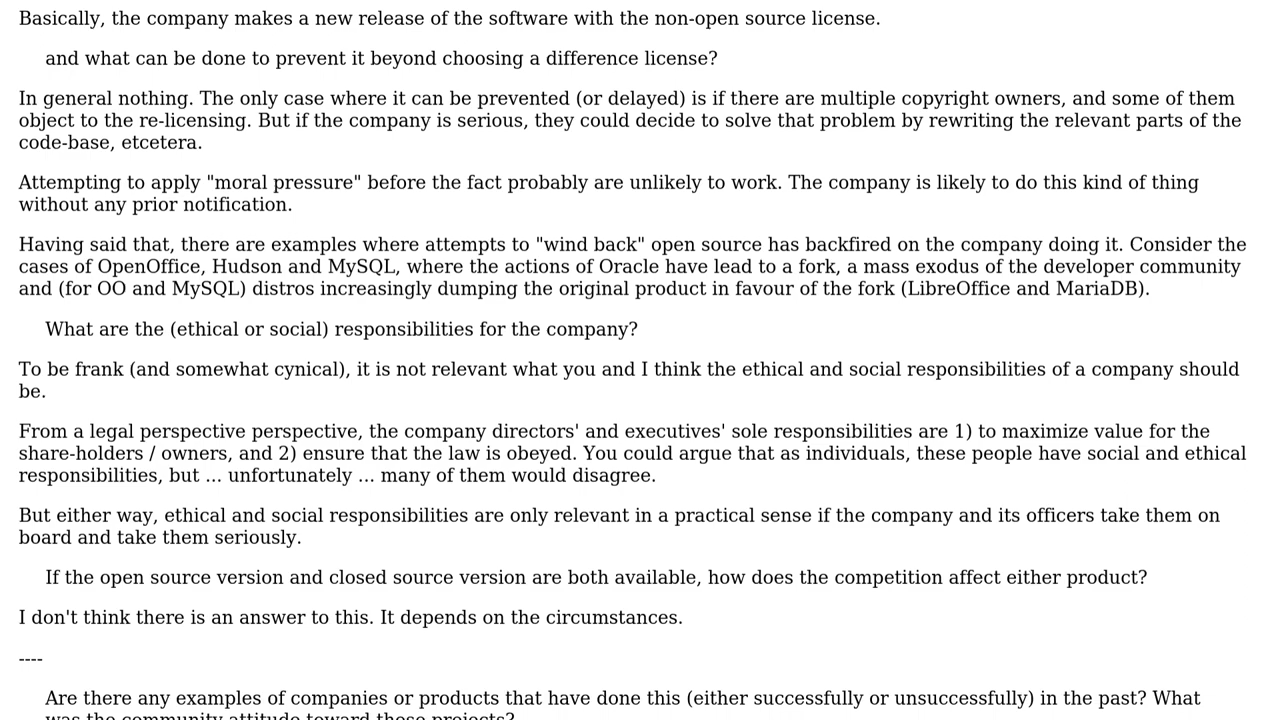 Basically, the company makes a new release of the software with the non-open source license.
and what can be done to prevent it beyond choosing a difference license?
In general nothing. The only case where it can be prevented (or delayed) is if there are multiple copyright owners, and some of them
object to the re-licensing. But if the company is serious, they could decide to solve that problem by rewriting the relevant parts of the
code-base, etcetera.
Attempting to apply "moral pressure" before the fact probably are unlikely to work. The company is likely to do this kind of thing
without any prior notification.
Having said that, there are examples where attempts to "wind back" open source has backfired on the company doing it. Consider the
cases of OpenOffice, Hudson and MySQL, where the actions of Oracle have lead to a fork, a mass exodus of the developer community
and (for OO and MySQL) distros increasingly dumping the original product in favour of the fork (LibreOffice and MariaDB).
What are the (ethical or social) responsibilities for the company?
To be frank (and somewhat cynical), it is not relevant what you and I think the ethical and social responsibilities of a company should
be.
From a legal perspective perspective, the company directors' and executives' sole responsibilities are 1) to maximize value for the
share-holders / owners, and 2) ensure that the law is obeyed. You could argue that as individuals, these people have social and ethical
responsibilities, but ... unfortunately ... many of them would disagree.
But either way, ethical and social responsibilities are only relevant in a practical sense if the company and its officers take them on
board and take them seriously.
If the open source version and closed source version are both available, how does the competition affect either product?
I don't think there is an answer to this. It depends on the circumstances.
----
Are there any examples of companies or products that have done this (either successfully or unsuccessfully) in the past? What
was the community attitude toward those projects?